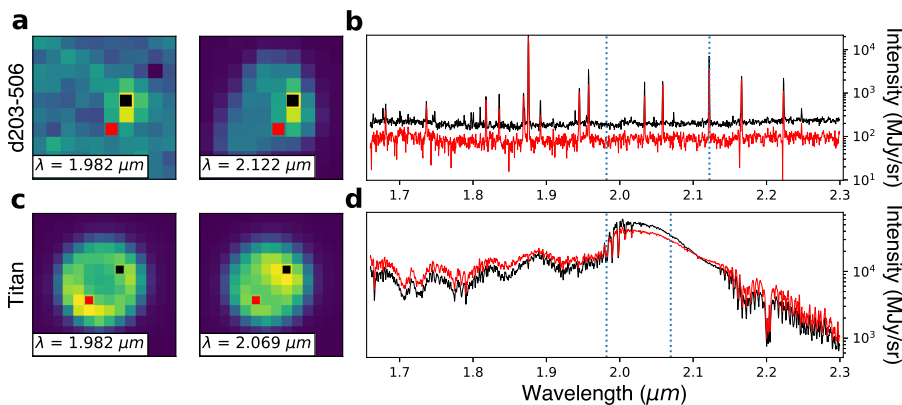 a
b
d203-506
λ = 1.982 μm
λ = 2.122 μm
1.7 1.8 1.9 2.0 2.1 2.2 2.3
10⁴
10³
10²
10¹
Intensity (MJy/sr)
c
d
Titan
λ = 1.982 μm
λ = 2.069 μm
1.7 1.8 1.9 2.0 2.1 2.2 2.3
Wavelength (μm)
10⁴
10³
Intensity (MJy/sr)